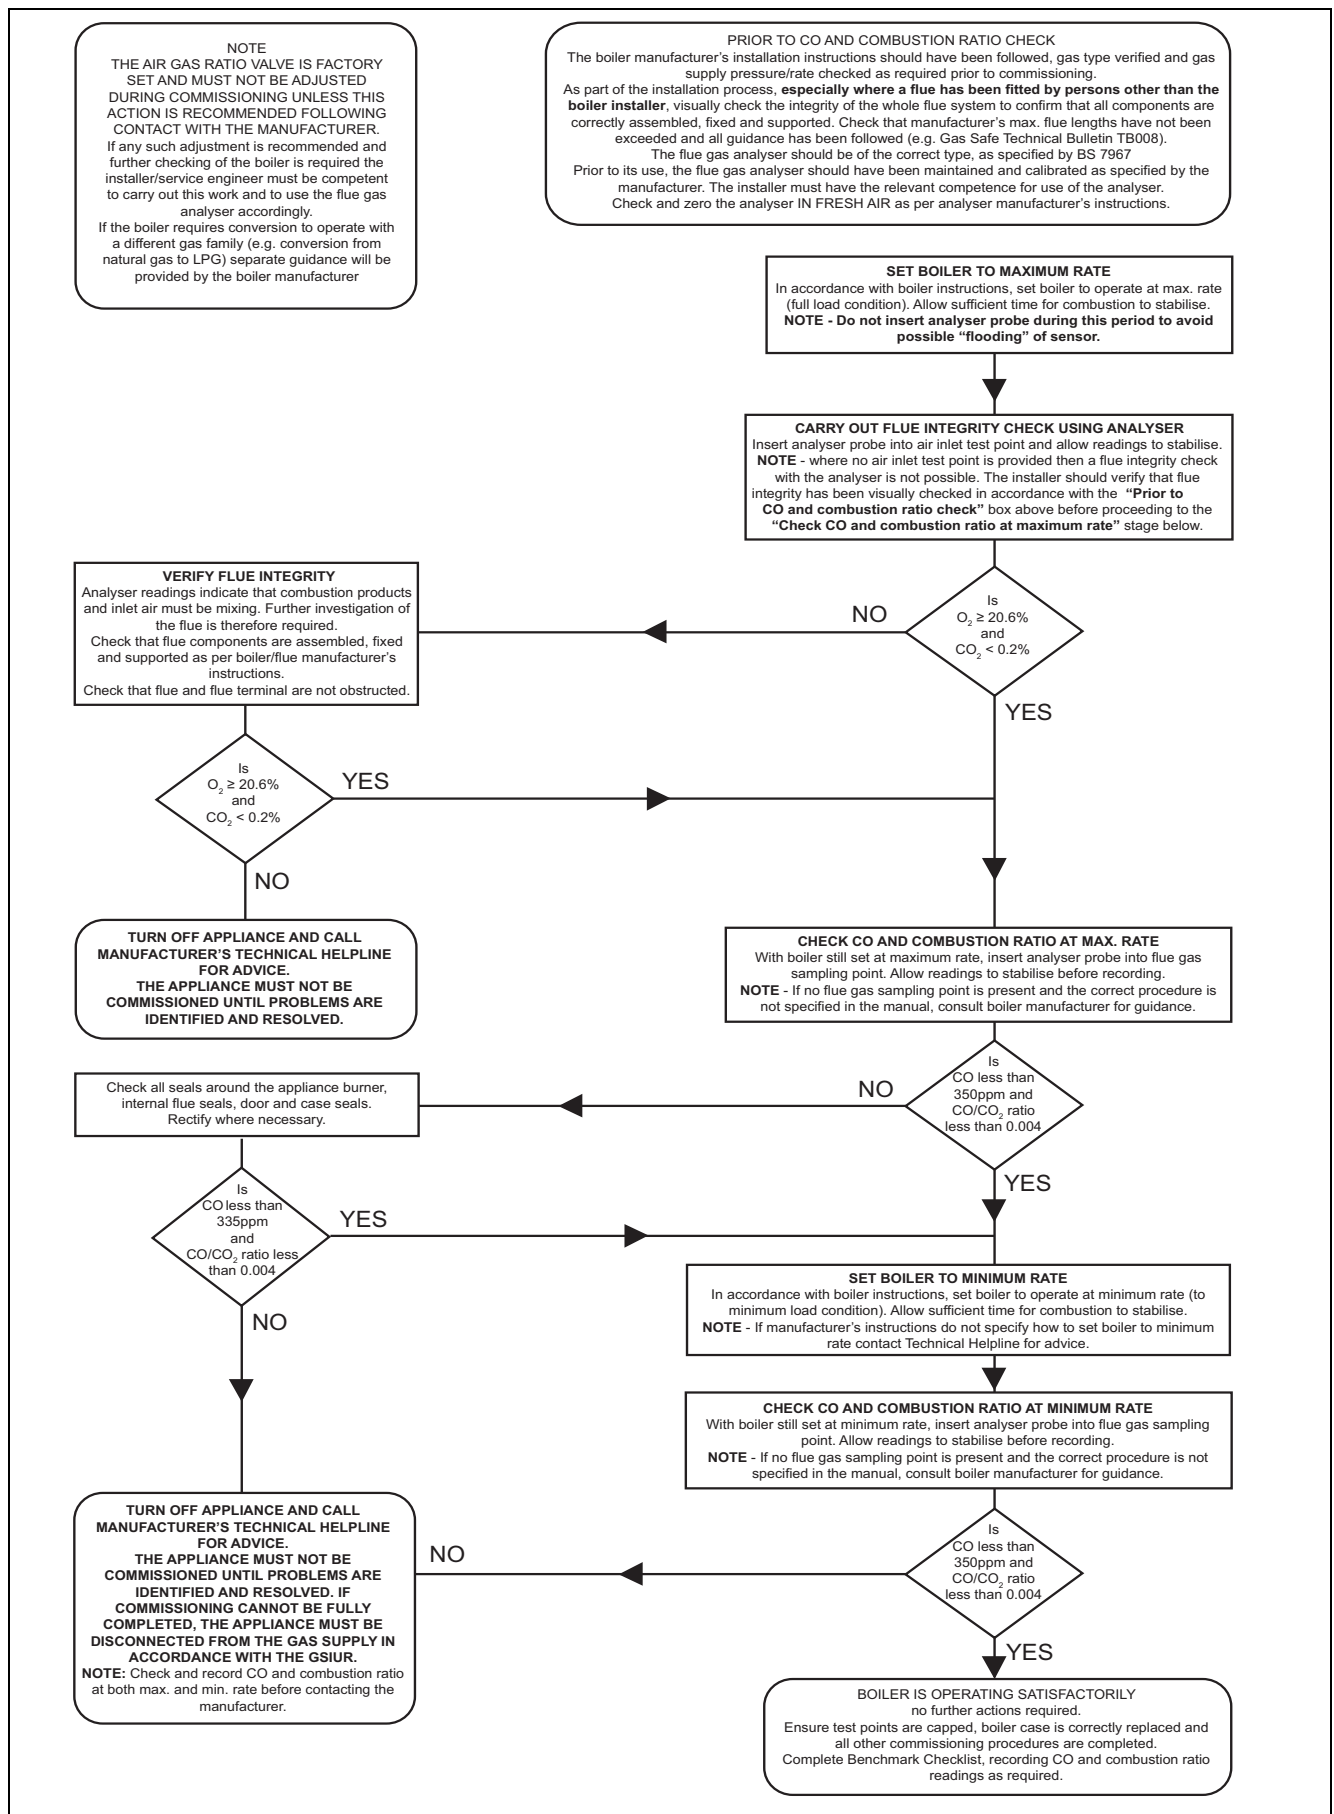 NOTE
THE AIR GAS RATIO VALVE IS FACTORY
SET AND MUST NOT BE ADJUSTED
DURING COMMISSIONING UNLESS THIS
ACTION IS RECOMMENDED FOLLOWING
CONTACT WITH THE MANUFACTURER.
If any such adjustment is recommended and
further checking of the boiler is required the
installer/service engineer must be competent
to carry out this work and to use the flue gas
analyser accordingly.
If the boiler requires conversion to operate with
a different gas family (e.g. conversion from
natural gas to LPG) separate guidance will be
provided by the boiler manufacturer
PRIOR TO CO AND COMBUSTION RATIO CHECK
The boiler manufacturer's installation instructions should have been followed, gas type verified and gas
supply pressure/rate checked as required prior to commissioning.
As part of the installation process, especially where a flue has been fitted by persons other than the
boiler installer, visually check the integrity of the whole flue system to confirm that all components are
correctly assembled, fixed and supported. Check that manufacturer's max. flue lengths have not been
exceeded and all guidance has been followed (e.g. Gas Safe Technical Bulletin TB008).
The flue gas analyser should be of the correct type, as specified by BS 7967
Prior to its use, the flue gas analyser should have been maintained and calibrated as specified by the
manufacturer. The installer must have the relevant competence for use of the analyser.
Check and zero the analyser IN FRESH AIR as per analyser manufacturer's instructions.
SET BOILER TO MAXIMUM RATE
In accordance with boiler instructions, set boiler to operate at max. rate
(full load condition). Allow sufficient time for combustion to stabilise.
NOTE - Do not insert analyser probe during this period to avoid
possible “flooding” of sensor.
CARRY OUT FLUE INTEGRITY CHECK USING ANALYSER
Insert analyser probe into air inlet test point and allow readings to stabilise.
NOTE - where no air inlet test point is provided then a flue integrity check
with the analyser is not possible. The installer should verify that flue
integrity has been visually checked in accordance with the “Prior to
CO and combustion ratio check” box above before proceeding to the
“Check CO and combustion ratio at maximum rate” stage below.
Is
O₂ ≥ 20.6%
and
CO₂ < 0.2%
NO
YES
VERIFY FLUE INTEGRITY
Analyser readings indicate that combustion products
and inlet air must be mixing. Further investigation of
the flue is therefore required.
Check that flue components are assembled, fixed
and supported as per boiler/flue manufacturer's
instructions.
Check that flue and flue terminal are not obstructed.
Is
O₂ ≥ 20.6%
and
CO₂ < 0.2%
YES
NO
TURN OFF APPLIANCE AND CALL
MANUFACTURER'S TECHNICAL HELPLINE
FOR ADVICE.
THE APPLIANCE MUST NOT BE
COMMISSIONED UNTIL PROBLEMS ARE
IDENTIFIED AND RESOLVED.
CHECK CO AND COMBUSTION RATIO AT MAX. RATE
With boiler still set at maximum rate, insert analyser probe into flue gas
sampling point. Allow readings to stabilise before recording.
NOTE - If no flue gas sampling point is present and the correct procedure is
not specified in the manual, consult boiler manufacturer for guidance.
Is
CO less than
350ppm and
CO/CO₂ ratio
less than 0.004
NO
YES
Check all seals around the appliance burner,
internal flue seals, door and case seals.
Rectify where necessary.
Is
CO less than
335ppm
and
CO/CO₂ ratio less
than 0.004
YES
NO
SET BOILER TO MINIMUM RATE
In accordance with boiler instructions, set boiler to operate at minimum rate (to
minimum load condition). Allow sufficient time for combustion to stabilise.
NOTE - If manufacturer's instructions do not specify how to set boiler to minimum
rate contact Technical Helpline for advice.
CHECK CO AND COMBUSTION RATIO AT MINIMUM RATE
With boiler still set at minimum rate, insert analyser probe into flue gas sampling
point. Allow readings to stabilise before recording.
NOTE - If no flue gas sampling point is present and the correct procedure is not
specified in the manual, consult boiler manufacturer for guidance.
Is
CO less than
350ppm and
CO/CO₂ ratio
less than 0.004
NO
YES
TURN OFF APPLIANCE AND CALL
MANUFACTURER'S TECHNICAL HELPLINE
FOR ADVICE.
THE APPLIANCE MUST NOT BE
COMMISSIONED UNTIL PROBLEMS ARE
IDENTIFIED AND RESOLVED. IF
COMMISSIONING CANNOT BE FULLY
COMPLETED, THE APPLIANCE MUST BE
DISCONNECTED FROM THE GAS SUPPLY IN
ACCORDANCE WITH THE GSIUR.
NOTE: Check and record CO and combustion ratio
at both max. and min. rate before contacting the
manufacturer.
BOILER IS OPERATING SATISFACTORILY
no further actions required.
Ensure test points are capped, boiler case is correctly replaced and
all other commissioning procedures are completed.
Complete Benchmark Checklist, recording CO and combustion ratio
readings as required.